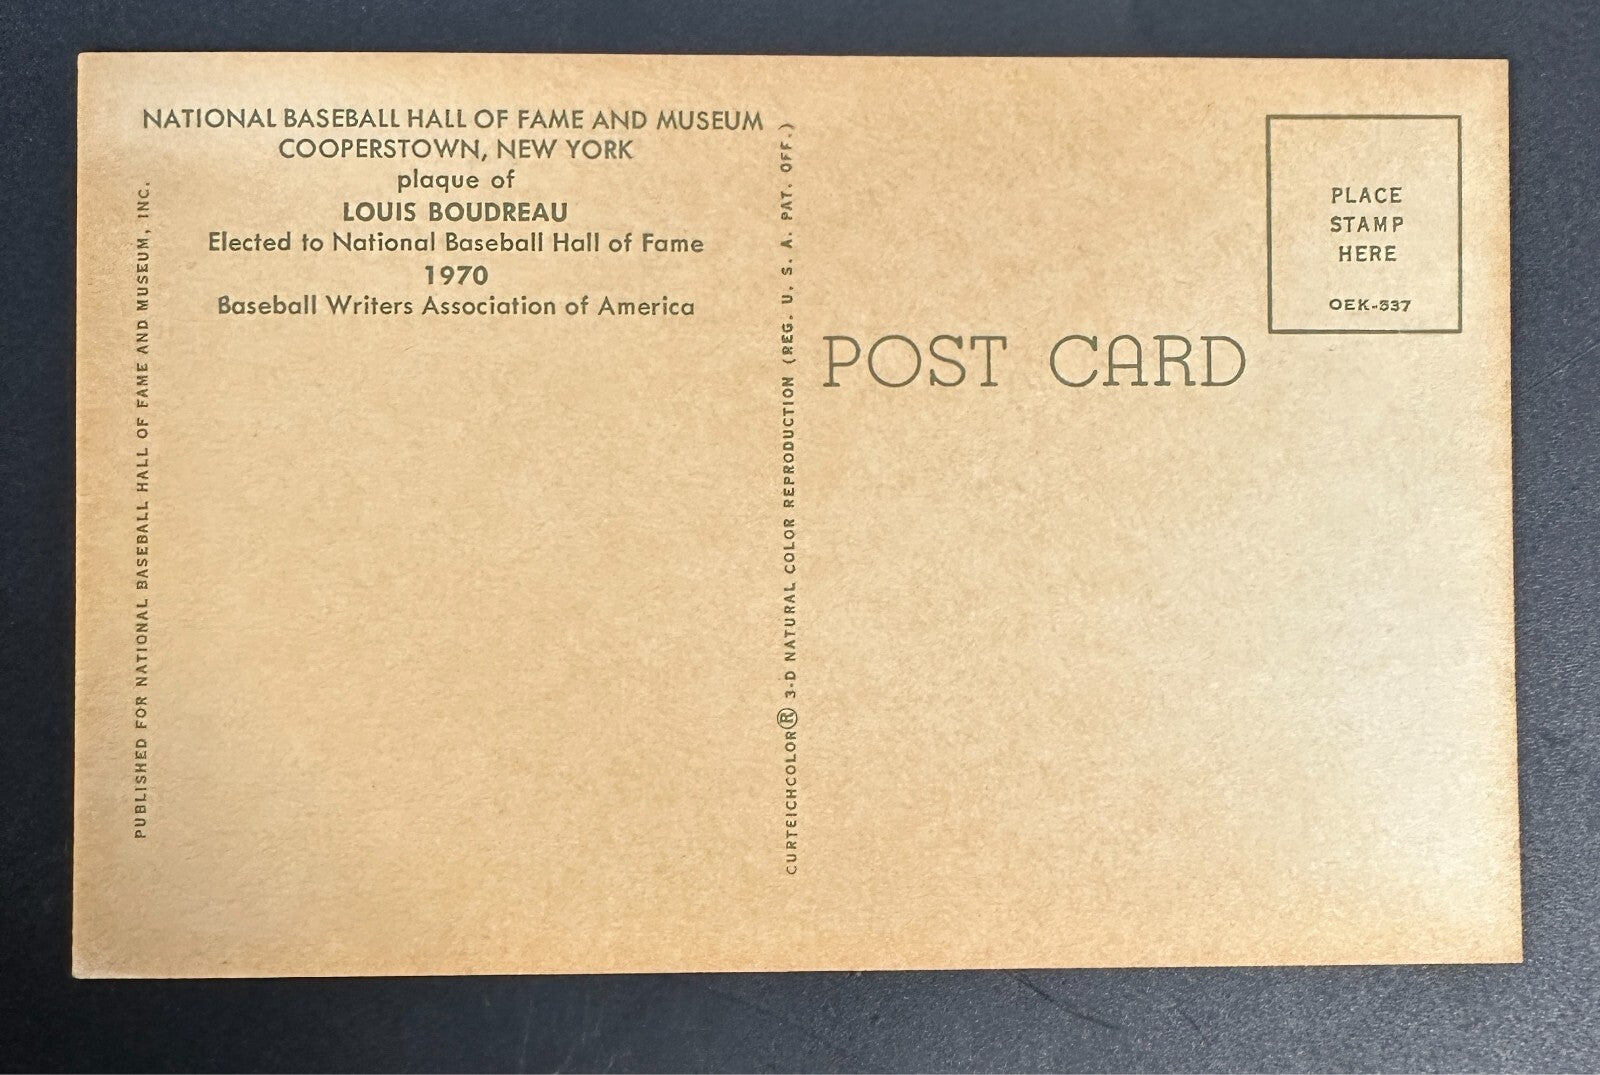 NATIONAL BASEBALL HALL OF FAME AND MUSEUM
COOPERSTOWN, NEW YORK
plaque of
LOUIS BOUDREAU
Elected to National Baseball Hall of Fame
1970
Baseball Writers Association of America
PUBLISHED FOR NATIONAL BASEBALL HALL OF FAME AND MUSEUM, INC.
CURTEICHCOLOR® 3-D NATURAL COLOR REPRODUCTION (REG. U. S. A. PAT. OFF.)
POST CARD
PLACE
STAMP
HERE
OEK-537